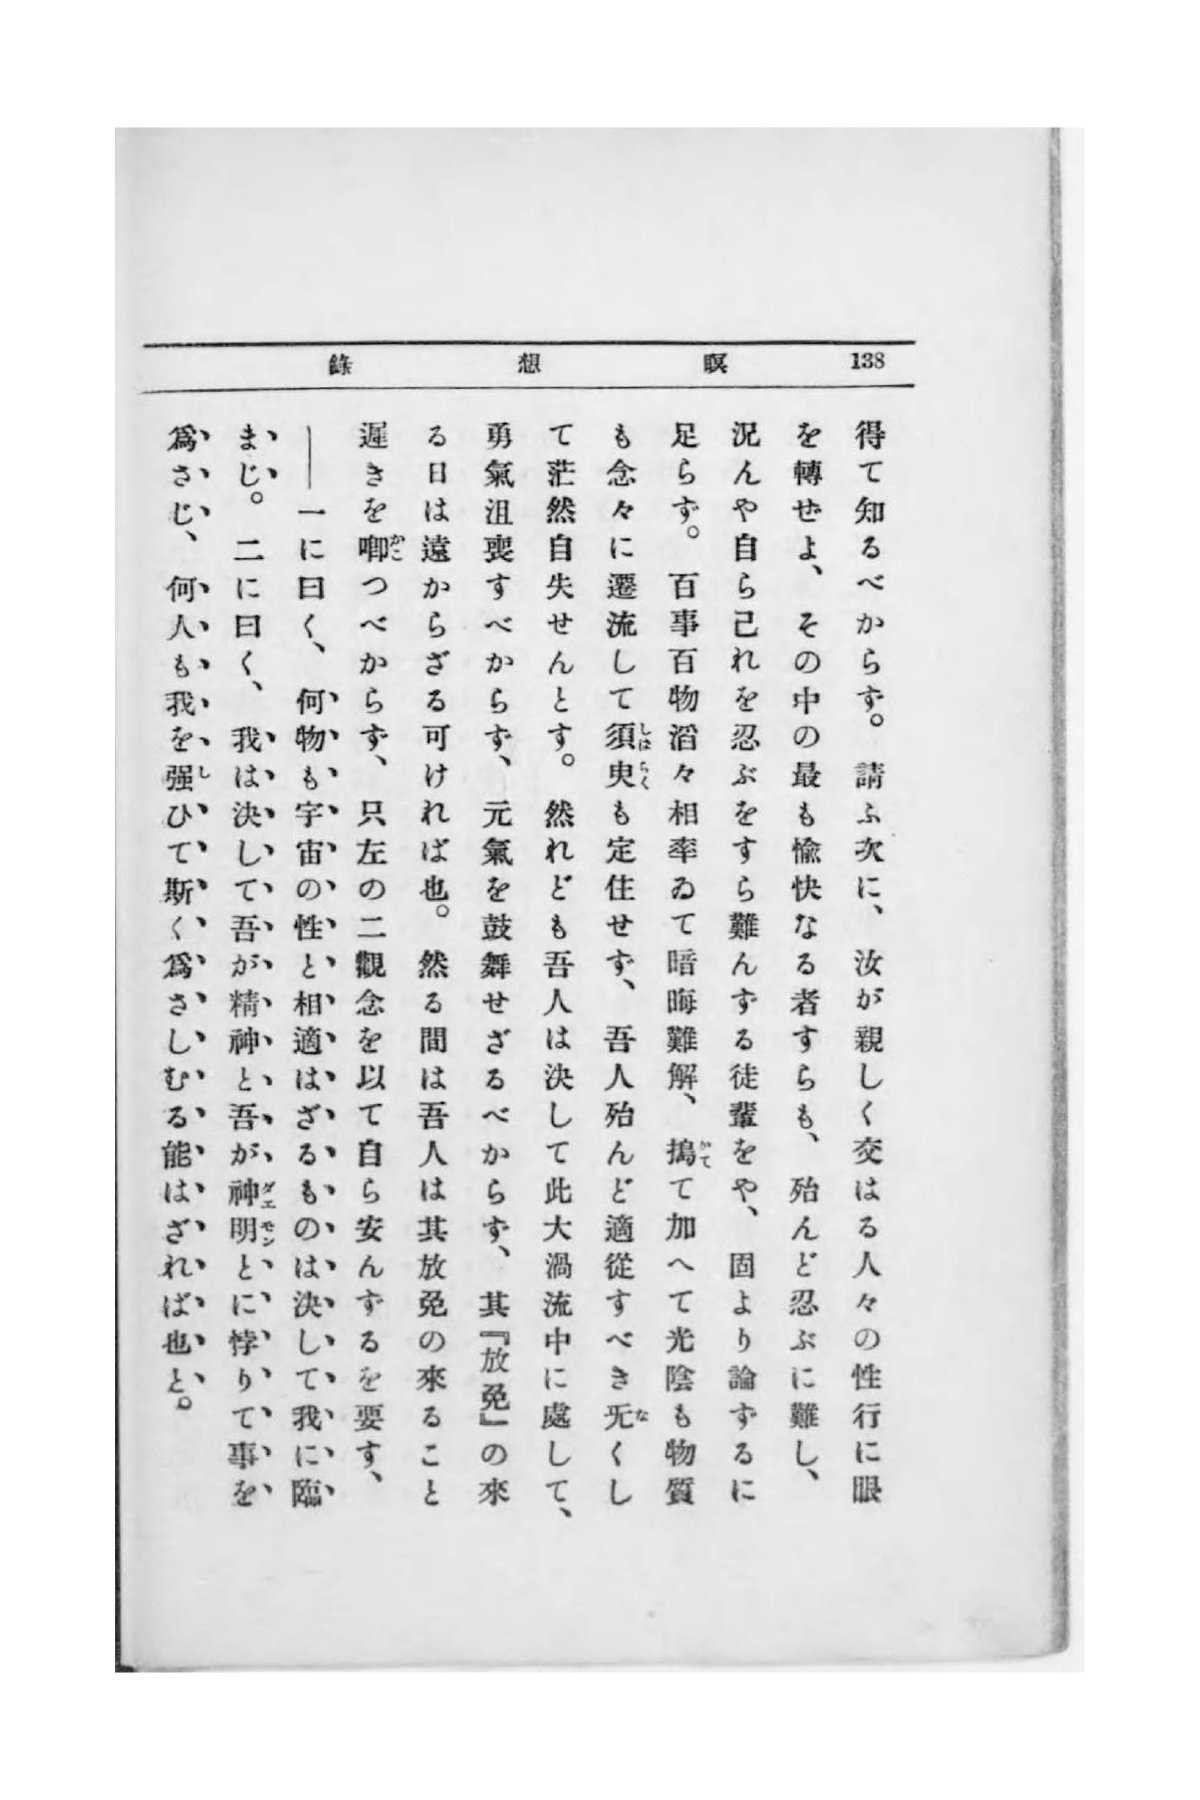 138 瞑想錄
得て知るべからず。請ふ次に、汝が親しく交はる人々の性行に眼
を轉ぜよ、その中の最も愉快なる者すらも、殆んど忍ぶに難し、
況んや自ら己れを忍ぶをすら難んずる徒輩をや、固より論ずるに
足らず。百事百物滔々相率ゐて暗晦難解、搗て加へて光陰も物質
も念々に遷流して須臾も定住せず、吾人殆んど適從すべき无くし
て茫然自失せんとす。然れども吾人は決して此大渦流中に處して、
勇氣沮喪すべからず、元氣を鼓舞せざるべからず、其『放免』の來
る日は遠からざる可ければ也。然る間は吾人は其放免の來ること
遲きを喞つべからず、只左の二觀念を以て自ら安んずるを要す、
――一に曰く、何物も宇宙の性と相適はざるものは決して我に臨
まじ。二に曰く、我は決して吾が精神と吾が神明とに悖りて事を
爲さじ、何人も我を强ひて斯く爲さしむる能はざれば也と。